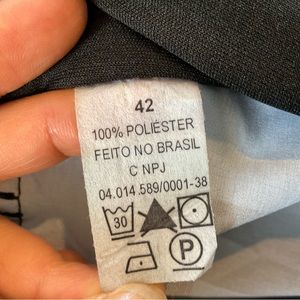 42
100% POLIÉSTER
FEITO NO BRASIL
C NPJ
04.014.589/0001-38
30
P